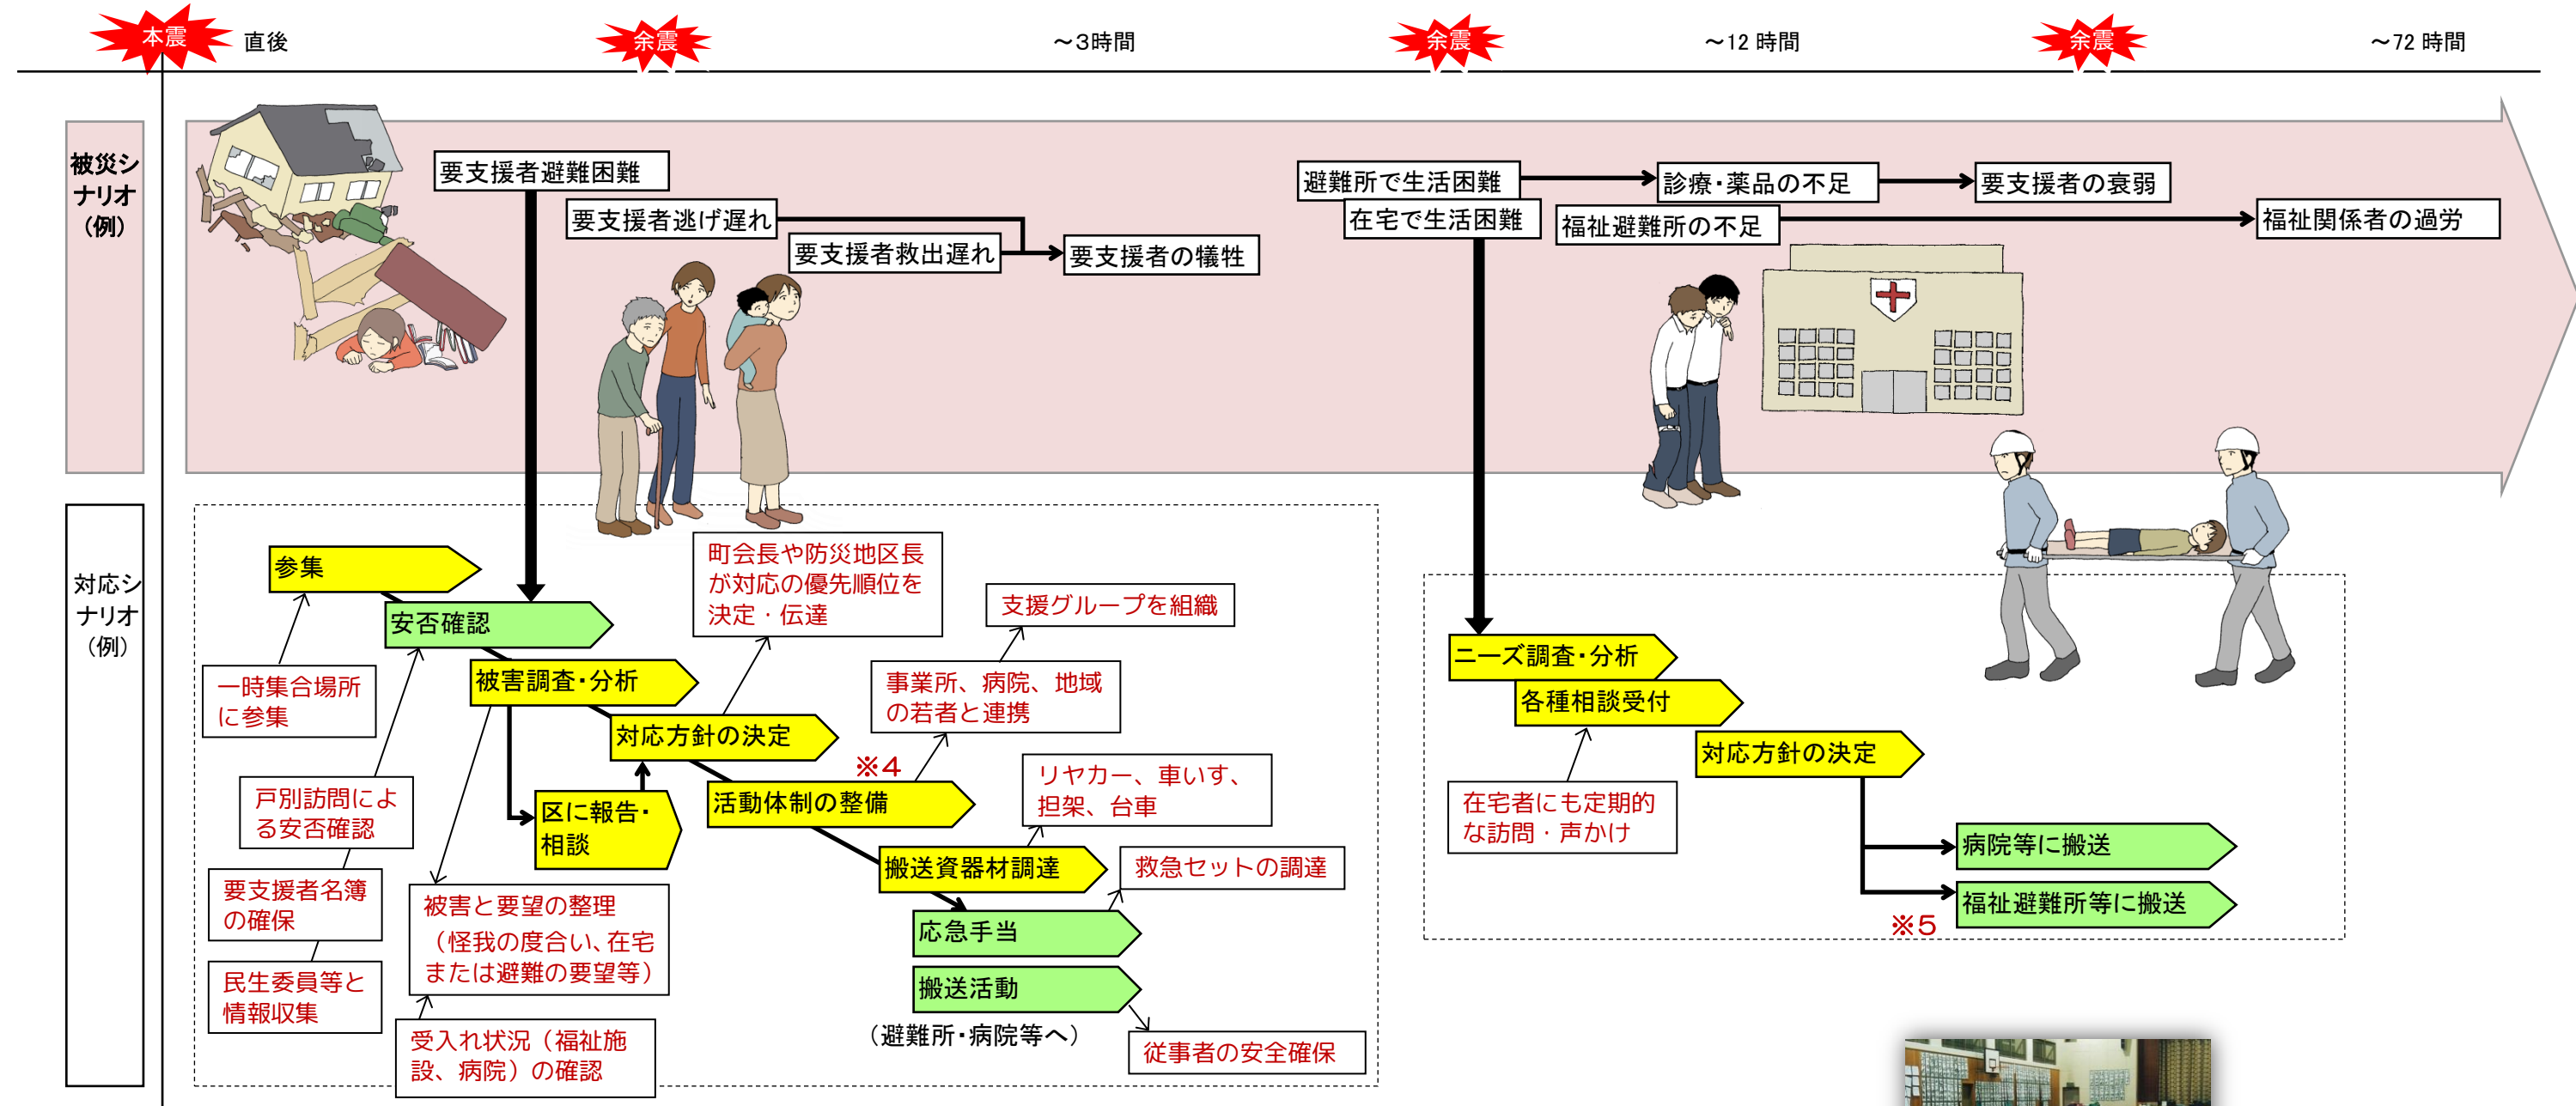 本震
直後
余震
～3時間
余震
～12 時間
余震
～72 時間
被災シ
ナリオ
（例）
要支援者避難困難
要支援者逃げ遅れ
要支援者救出遅れ
要支援者の犠牲
避難所で生活困難
在宅で生活困難
診療・薬品の不足
福祉避難所の不足
要支援者の衰弱
福祉関係者の過労
対応シ
ナリオ
（例）
参集
安否確認
被害調査・分析
対応方針の決定
区に報告・
相談
※4
活動体制の整備
搬送資器材調達
応急手当
搬送活動
（避難所・病院等へ）
一時集合場所
に参集
戸別訪問によ
る安否確認
要支援者名簿
の確保
民生委員等と
情報収集
被害と要望の整理
（怪我の度合い、在宅
または避難の要望等）
受入れ状況（福祉施
設、病院）の確認
町会長や防災地区長
が対応の優先順位を
決定・伝達
支援グループを組織
事業所、病院、地域
の若者と連携
リヤカー、車いす、
担架、台車
救急セットの調達
従事者の安全確保
ニーズ調査・分析
各種相談受付
対応方針の決定
在宅者にも定期的
な訪問・声かけ
病院等に搬送
福祉避難所等に搬送
※5